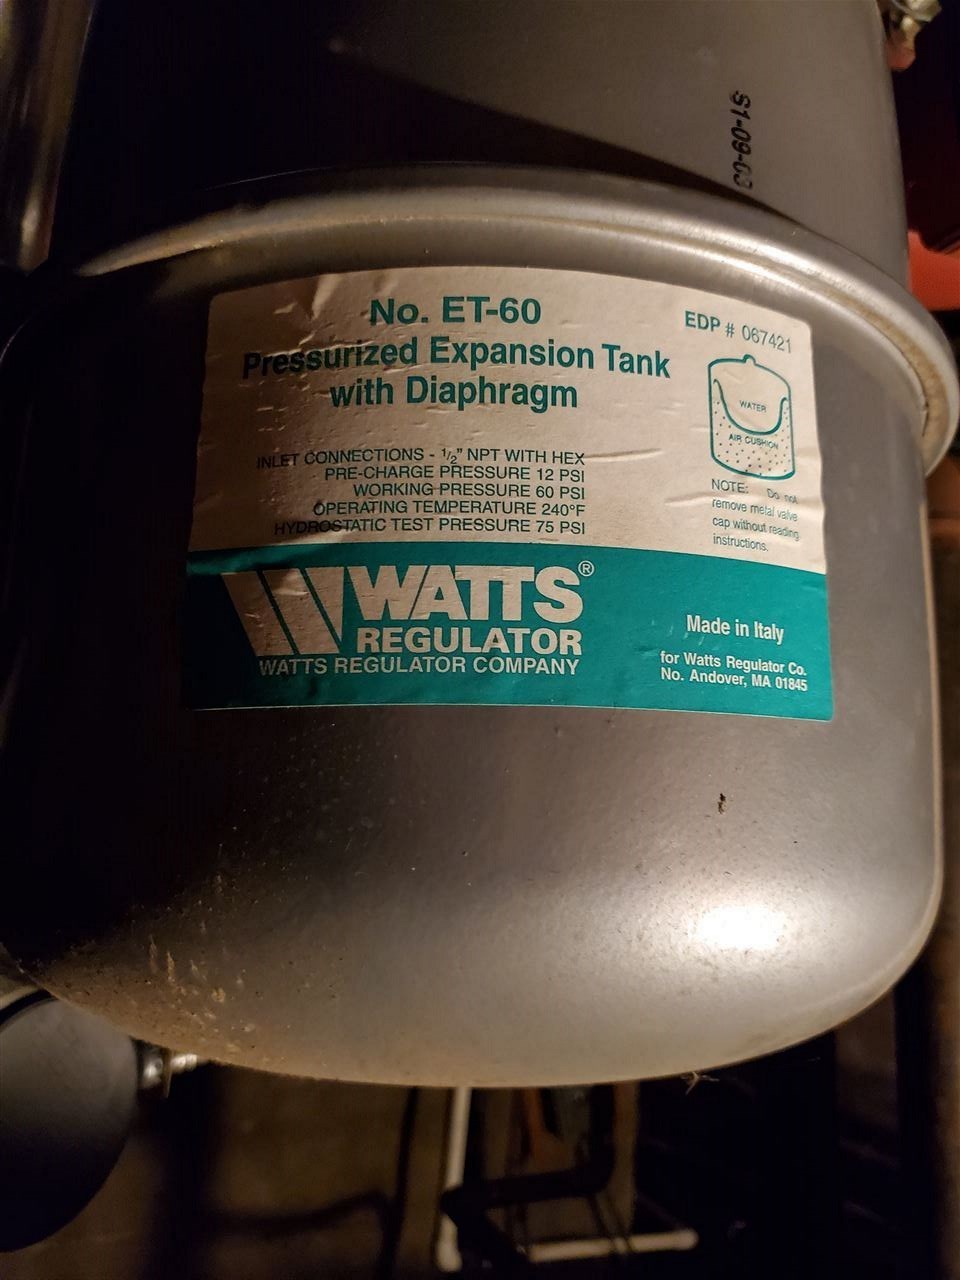 S1-09-03
No. ET-60
Pressurized Expansion Tank
with Diaphragm
INLET CONNECTIONS - 1/2" NPT WITH HEX
PRE-CHARGE PRESSURE 12 PSI
WORKING PRESSURE 60 PSI
OPERATING TEMPERATURE 240°F
HYDROSTATIC TEST PRESSURE 75 PSI
EDP # 067421
WATER
AIR CUSHION
NOTE: Do not
remove metal valve
cap without reading
instructions.
WATTS®
REGULATOR
WATTS REGULATOR COMPANY
Made in Italy
for Watts Regulator Co.
No. Andover, MA 01845